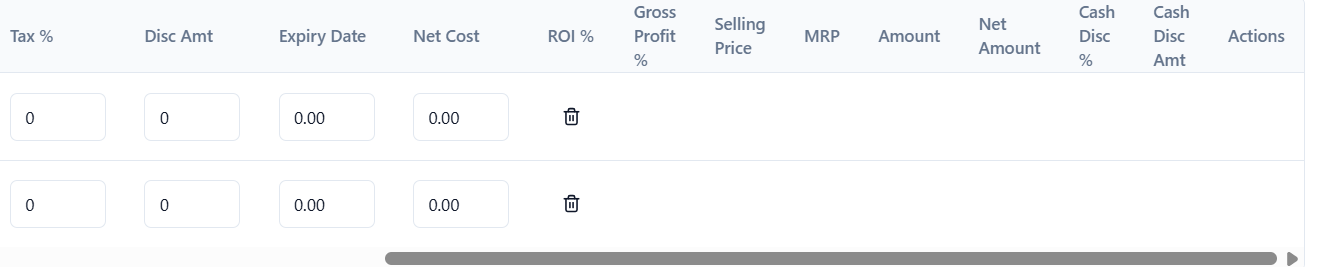 Tax % Disc Amt Expiry Date Net Cost ROI % Gross Profit % Selling Price MRP Amount Net Amount Cash Disc % Cash Disc Amt Actions
0 0 0.00 0.00
0 0 0.00 0.00